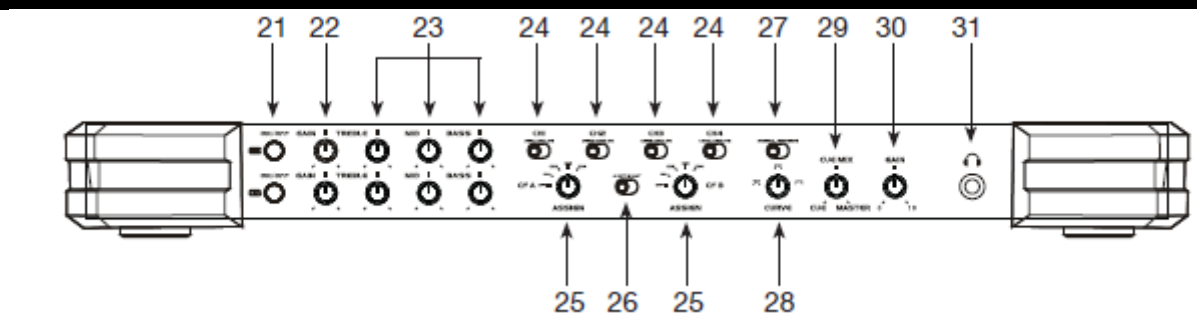 21 22 23 24 24 24 24 27 29 30 31
GAIN TREBLE MID BASS CH1 CH2 CH3 CH4 CUE MIX GAIN
GAIN TREBLE MID BASS CF A CF B CUE MASTER
ASSIGN ASSIGN CURVE
25 26 25 28